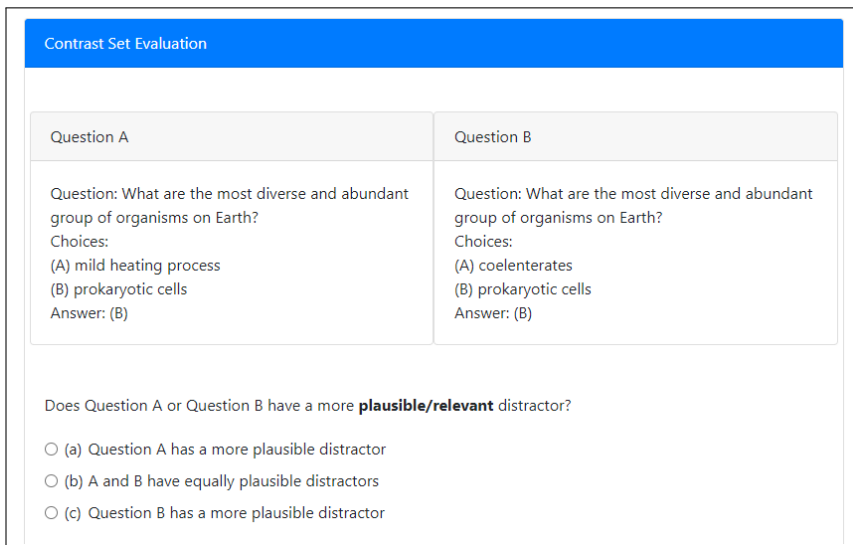 Contrast Set Evaluation
Question A
Question: What are the most diverse and abundant
group of organisms on Earth?
Choices:
(A) mild heating process
(B) prokaryotic cells
Answer: (B)
Question B
Question: What are the most diverse and abundant
group of organisms on Earth?
Choices:
(A) coelenterates
(B) prokaryotic cells
Answer: (B)
Does Question A or Question B have a more plausible/relevant distractor?
(a) Question A has a more plausible distractor
(b) A and B have equally plausible distractors
(c) Question B has a more plausible distractor